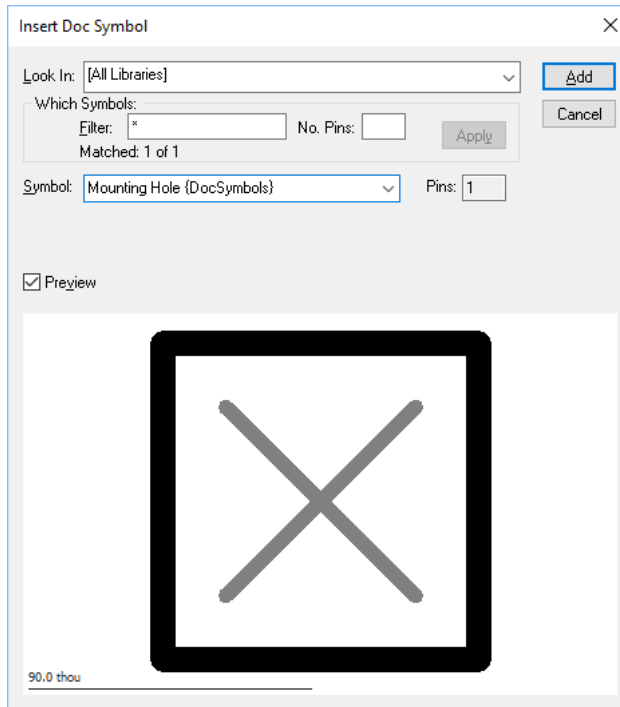 Insert Doc Symbol
Look In: [All Libraries]
Add
Which Symbols:
Filter: * No. Pins: Apply
Cancel
Matched: 1 of 1
Symbol: Mounting Hole {DocSymbols} Pins: 1
Preview
90.0 thou